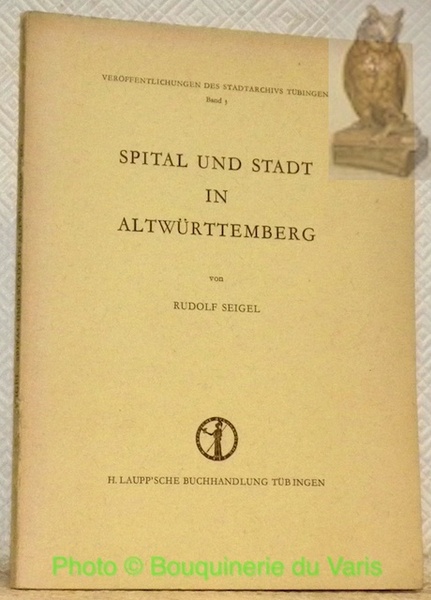 VERÖFFENTLICHUNGEN DES STADTARCHIVS TÜBINGEN
Band 3
SPITAL UND STADT
IN
ALTWÜRTTEMBERG
von
RUDOLF SEIGEL
H. LAUPP'SCHE BUCHHANDLUNG TÜBINGEN
Photo © Bouquinerie du Varis